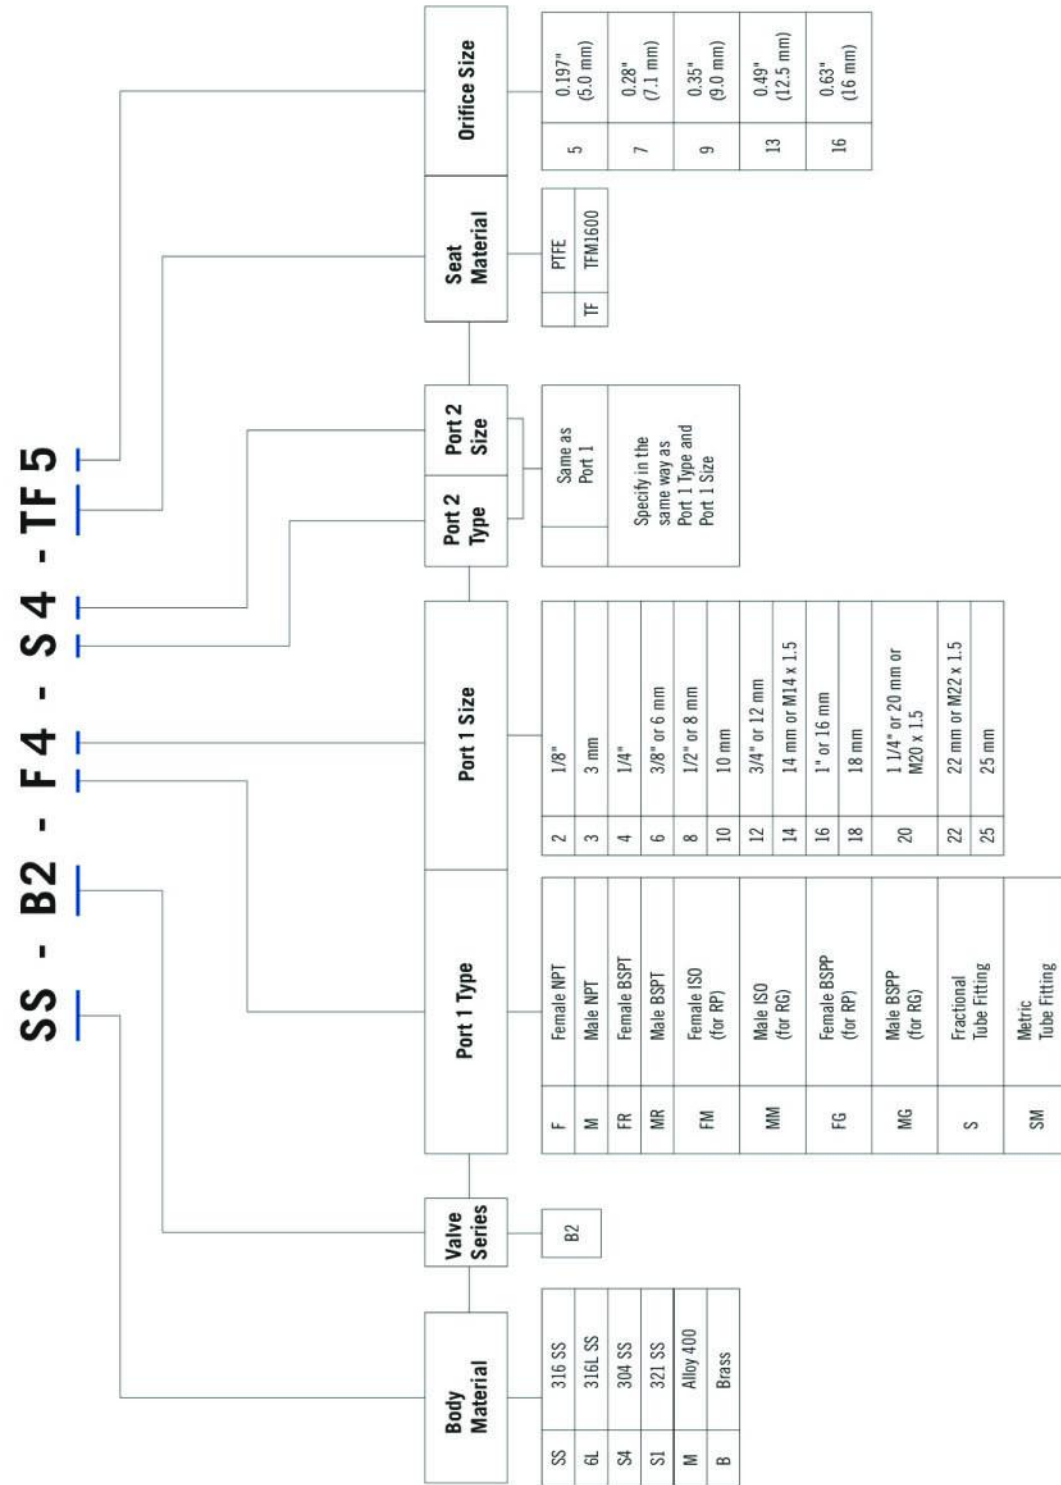 SS - B2 - F4 - S4 - TF5
Body
Material
Valve
Series
Port 1 Type
Port 1 Size
Port 2
Type
Port 2
Size
Seat
Material
Orifice Size
SS 316 SS
6L 316L SS
S4 304 SS
S1 321 SS
M Alloy 400
B Brass
B2
F Female NPT
M Male NPT
FR Female BSPT
MR Male BSPT
FM Female ISO
(for RP)
MM Male ISO
(for RG)
FG Female BSPP
(for RP)
MG Male BSPP
(for RG)
S Fractional
Tube Fitting
SM Metric
Tube Fitting
2 1/8"
3 3 mm
4 1/4"
6 3/8" or 6 mm
8 1/2" or 8 mm
10 10 mm
12 3/4" or 12 mm
14 14 mm or M14 x 1.5
16 1" or 16 mm
18 18 mm
20 1 1/4" or 20 mm or
M20 x 1.5
22 22 mm or M22 x 1.5
25 25 mm
Same as
Port 1
Specify in the
same way as
Port 1 Type and
Port 1 Size
PTFE
TF TFM1600
5 0.197"
(5.0 mm)
7 0.28"
(7.1 mm)
9 0.35"
(9.0 mm)
13 0.49"
(12.5 mm)
16 0.63"
(16 mm)